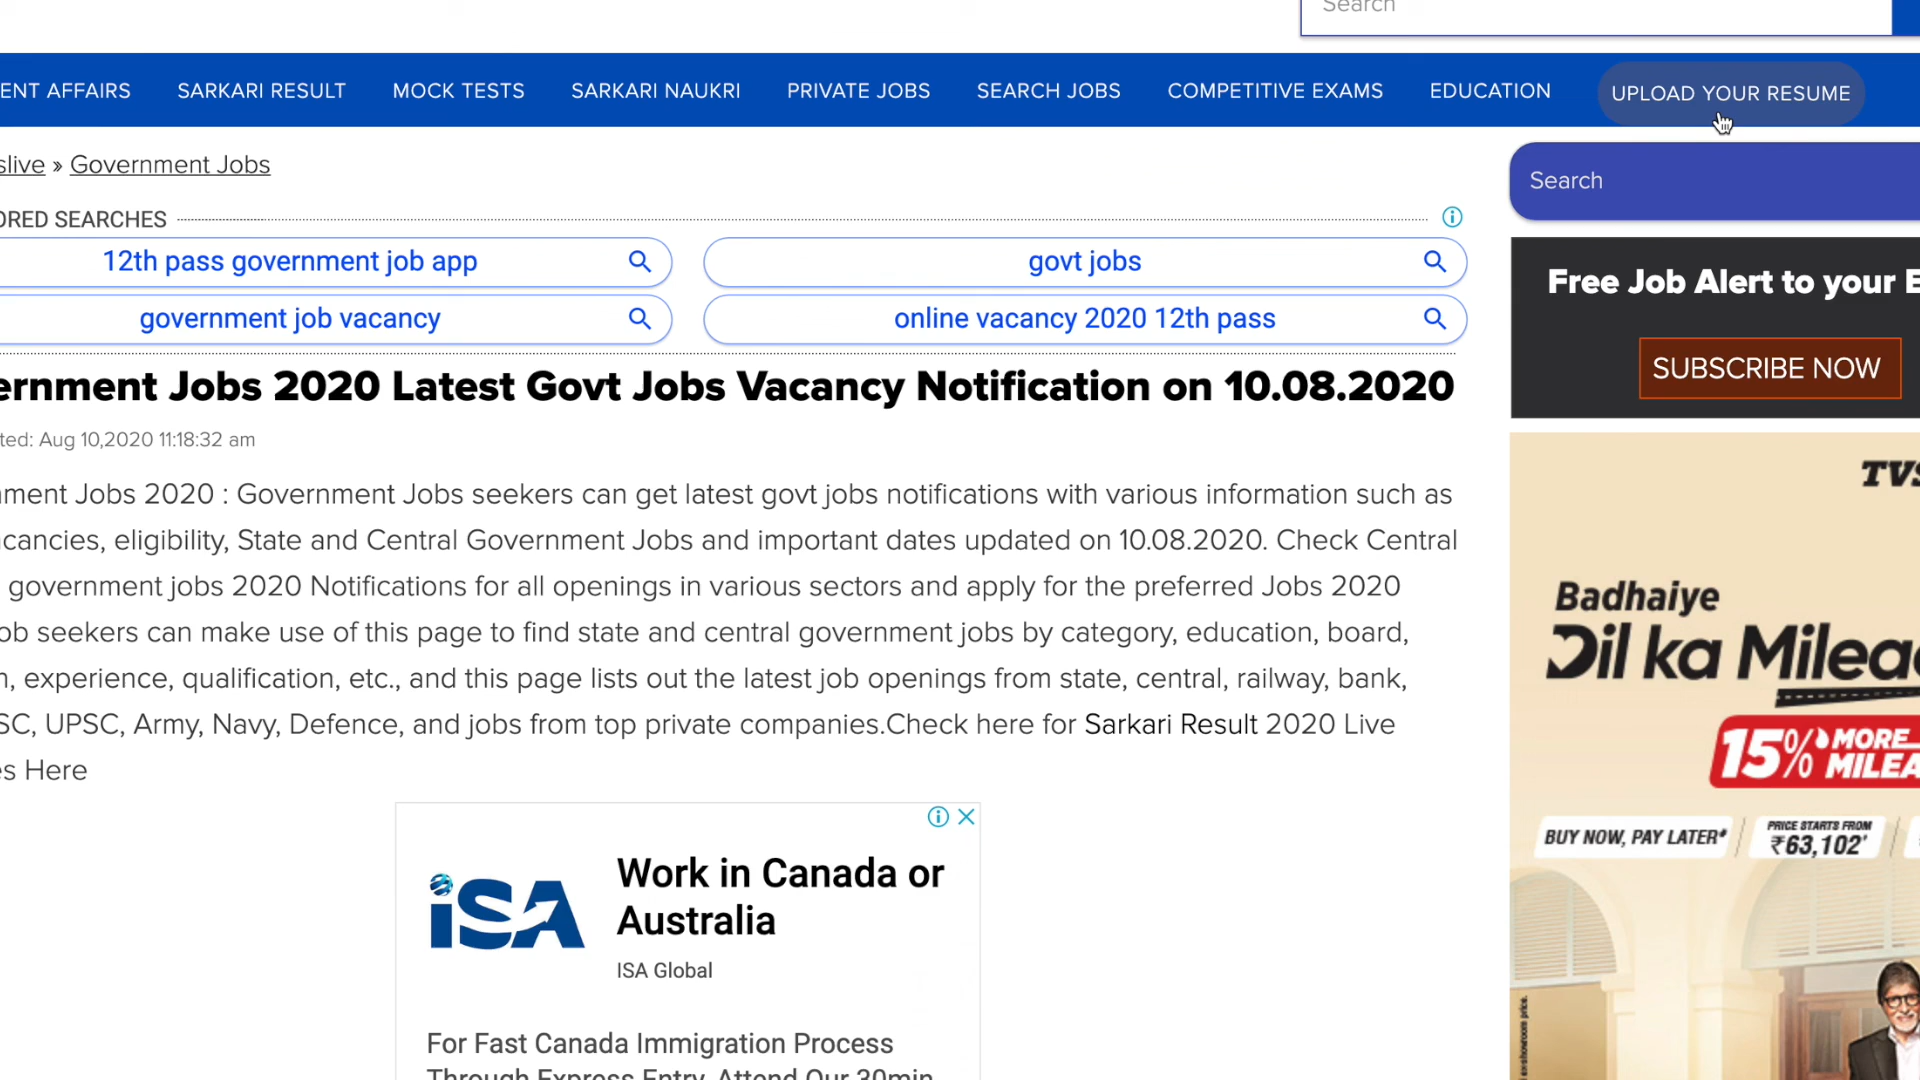 Search
ENT AFFAIRS SARKARI RESULT MOCK TESTS SARKARI NAUKRI PRIVATE JOBS SEARCH JOBS COMPETITIVE EXAMS EDUCATION UPLOAD YOUR RESUME
slive » Government Jobs
Search
ORED SEARCHES
12th pass government job app
govt jobs
government job vacancy
online vacancy 2020 12th pass
Free Job Alert to your E
SUBSCRIBE NOW
ernment Jobs 2020 Latest Govt Jobs Vacancy Notification on 10.08.2020
ted: Aug 10,2020 11:18:32 am
nment Jobs 2020 : Government Jobs seekers can get latest govt jobs notifications with various information such as
cancies, eligibility, State and Central Government Jobs and important dates updated on 10.08.2020. Check Central
government jobs 2020 Notifications for all openings in various sectors and apply for the preferred Jobs 2020
ob seekers can make use of this page to find state and central government jobs by category, education, board,
n, experience, qualification, etc., and this page lists out the latest job openings from state, central, railway, bank,
SC, UPSC, Army, Navy, Defence, and jobs from top private companies.Check here for Sarkari Result 2020 Live
es Here
iSA
Work in Canada or
Australia
ISA Global
For Fast Canada Immigration Process
Through Express Entry. Attend Our 30min
TVS
Badhaiye
Dil ka Milea
15% MORE
MILEA
BUY NOW, PAY LATER#
PRICE STARTS FROM
₹63,102*